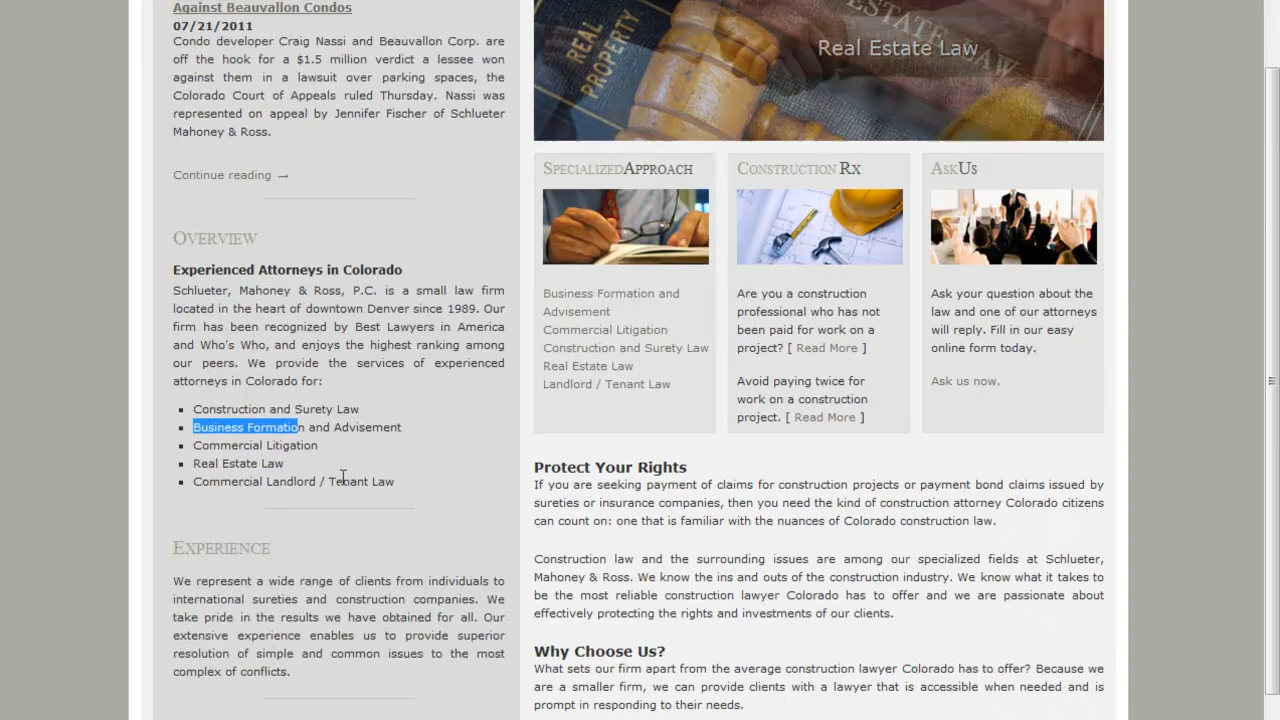 Against Beauvallon Condos
07/21/2011
Condo developer Craig Nassi and Beauvallon Corp. are
off the hook for a $1.5 million verdict a lessee won
against them in a lawsuit over parking spaces, the
Colorado Court of Appeals ruled Thursday. Nassi was
represented on appeal by Jennifer Fischer of Schlueter
Mahoney & Ross.
Continue reading →
OVERVIEW
Experienced Attorneys in Colorado
Schlueter, Mahoney & Ross, P.C. is a small law firm
located in the heart of downtown Denver since 1989. Our
firm has been recognized by Best Lawyers in America
and Who's Who, and enjoys the highest ranking among
our peers. We provide the services of experienced
attorneys in Colorado for:
Construction and Surety Law
Business Formation and Advisement
Commercial Litigation
Real Estate Law
Commercial Landlord / Tenant Law
EXPERIENCE
We represent a wide range of clients from individuals to
international sureties and construction companies. We
take pride in the results we have obtained for all. Our
extensive experience enables us to provide superior
resolution of simple and common issues to the most
complex of conflicts.
REAL
PROPERTY
ESTATE LAW
Real Estate Law
SPECIALIZEDAPPROACH
Business Formation and
Advisement
Commercial Litigation
Construction and Surety Law
Real Estate Law
Landlord / Tenant Law
CONSTRUCTION RX
Are you a construction
professional who has not
been paid for work on a
project? [ Read More ]
Avoid paying twice for
work on a construction
project. [ Read More ]
ASKUS
Ask your question about the
law and one of our attorneys
will reply. Fill in our easy
online form today.
Ask us now.
Protect Your Rights
If you are seeking payment of claims for construction projects or payment bond claims issued by
sureties or insurance companies, then you need the kind of construction attorney Colorado citizens
can count on: one that is familiar with the nuances of Colorado construction law.
Construction law and the surrounding issues are among our specialized fields at Schlueter,
Mahoney & Ross. We know the ins and outs of the construction industry. We know what it takes to
be the most reliable construction lawyer Colorado has to offer and we are passionate about
effectively protecting the rights and investments of our clients.
Why Choose Us?
What sets our firm apart from the average construction lawyer Colorado has to offer? Because we
are a smaller firm, we can provide clients with a lawyer that is accessible when needed and is
prompt in responding to their needs.